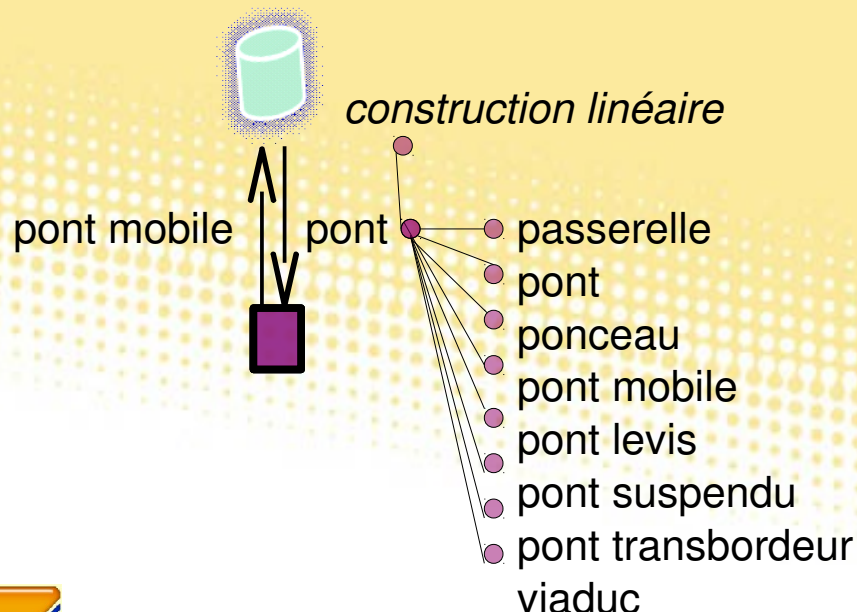 construction linéaire
pont mobile
pont
passerelle
pont
ponceau
pont mobile
pont levis
pont suspendu
pont transbordeur
viaduc